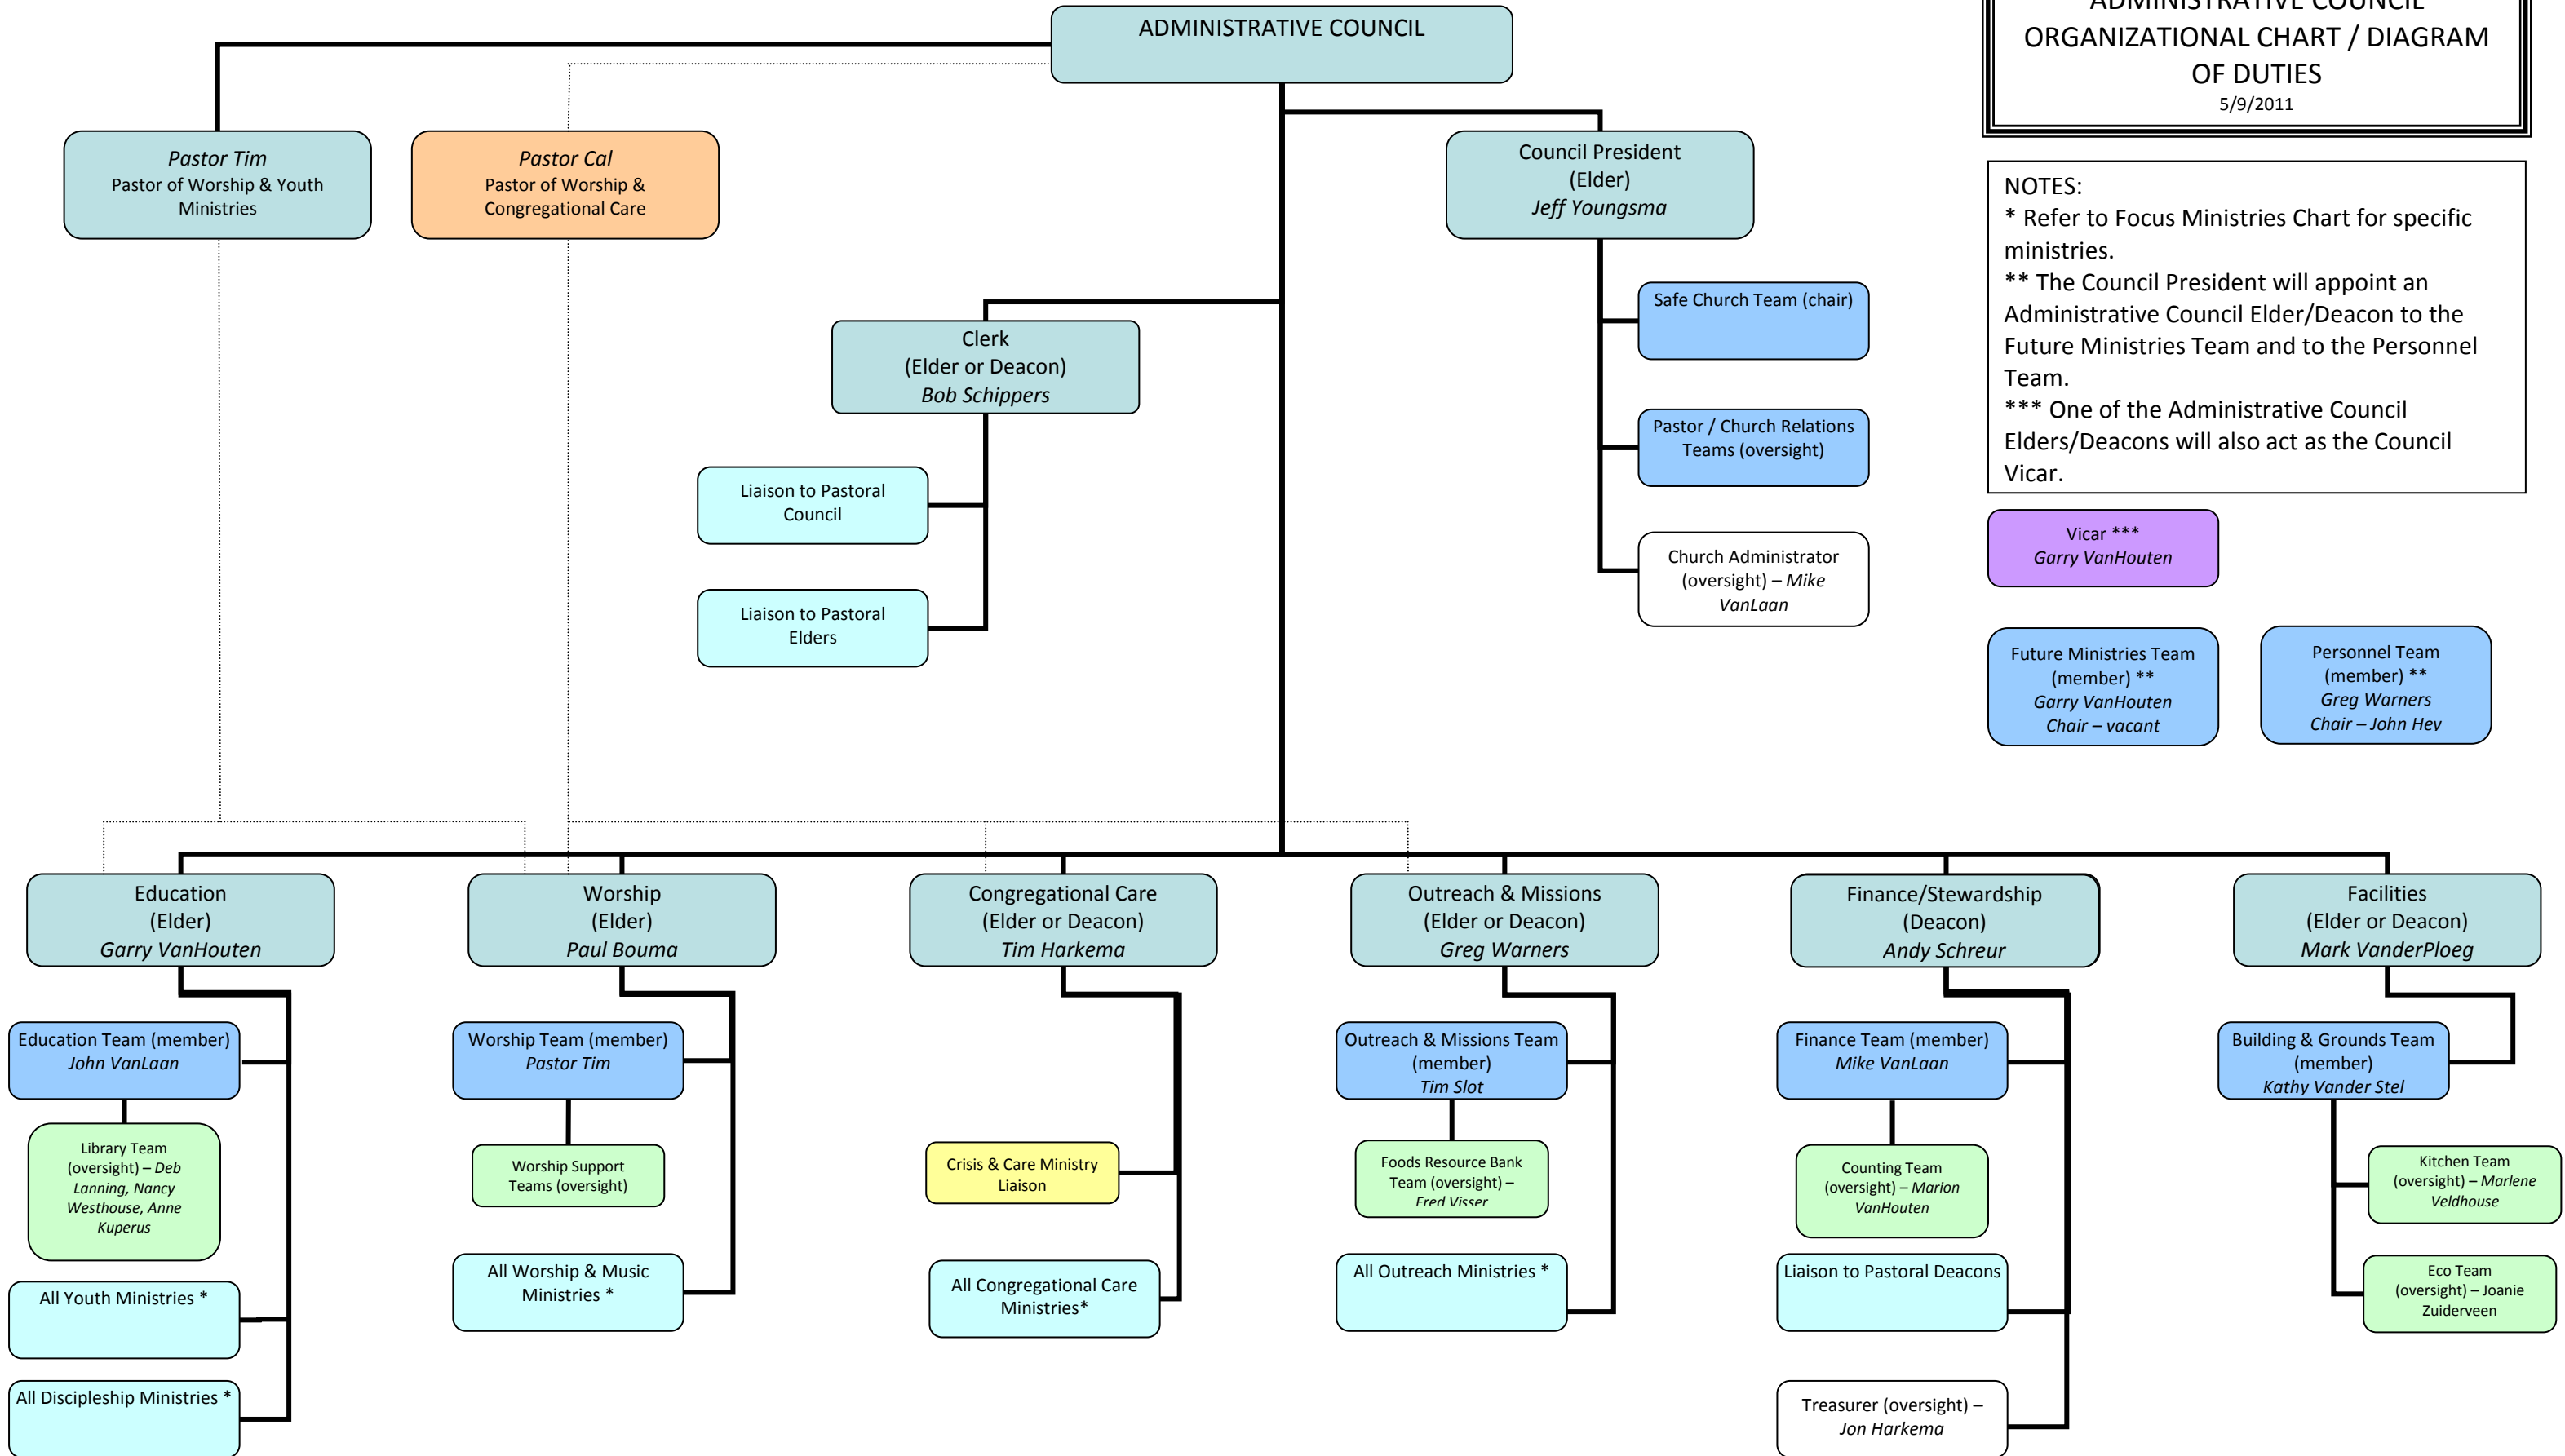 ADMINISTRATIVE COUNCIL
ADMINISTRATIVE COUNCIL
ORGANIZATIONAL CHART / DIAGRAM
OF DUTIES
5/9/2011
Pastor Tim
Pastor of Worship & Youth
Ministries
Pastor Cal
Pastor of Worship &
Congregational Care
Council President
(Elder)
Jeff Youngsma
NOTES:
* Refer to Focus Ministries Chart for specific
ministries.
** The Council President will appoint an
Administrative Council Elder/Deacon to the
Future Ministries Team and to the Personnel
Team.
*** One of the Administrative Council
Elders/Deacons will also act as the Council
Vicar.
Safe Church Team (chair)
Clerk
(Elder or Deacon)
Bob Schippers
Pastor / Church Relations
Teams (oversight)
Liaison to Pastoral
Council
Church Administrator
(oversight) – Mike
VanLaan
Liaison to Pastoral
Elders
Vicar ***
Garry VanHouten
Future Ministries Team
(member) **
Garry VanHouten
Chair – vacant
Personnel Team
(member) **
Greg Warners
Chair – John Hey
Education
(Elder)
Garry VanHouten
Worship
(Elder)
Paul Bouma
Congregational Care
(Elder or Deacon)
Tim Harkema
Outreach & Missions
(Elder or Deacon)
Greg Warners
Finance/Stewardship
(Deacon)
Andy Schreur
Facilities
(Elder or Deacon)
Mark VanderPloeg
Education Team (member)
John VanLaan
Library Team
(oversight) – Deb
Lanning, Nancy
Westhouse, Anne
Kuperus
All Youth Ministries *
All Discipleship Ministries *
Worship Team (member)
Pastor Tim
Worship Support
Teams (oversight)
All Worship & Music
Ministries *
Crisis & Care Ministry
Liaison
All Congregational Care
Ministries*
Outreach & Missions Team
(member)
Tim Slot
Foods Resource Bank
Team (oversight) –
Fred Visser
All Outreach Ministries *
Finance Team (member)
Mike VanLaan
Counting Team
(oversight) – Marion
VanHouten
Liaison to Pastoral Deacons
Treasurer (oversight) –
Jon Harkema
Building & Grounds Team
(member)
Kathy Vander Stel
Kitchen Team
(oversight) – Marlene
Veldhouse
Eco Team
(oversight) – Joanie
Zuiderveen